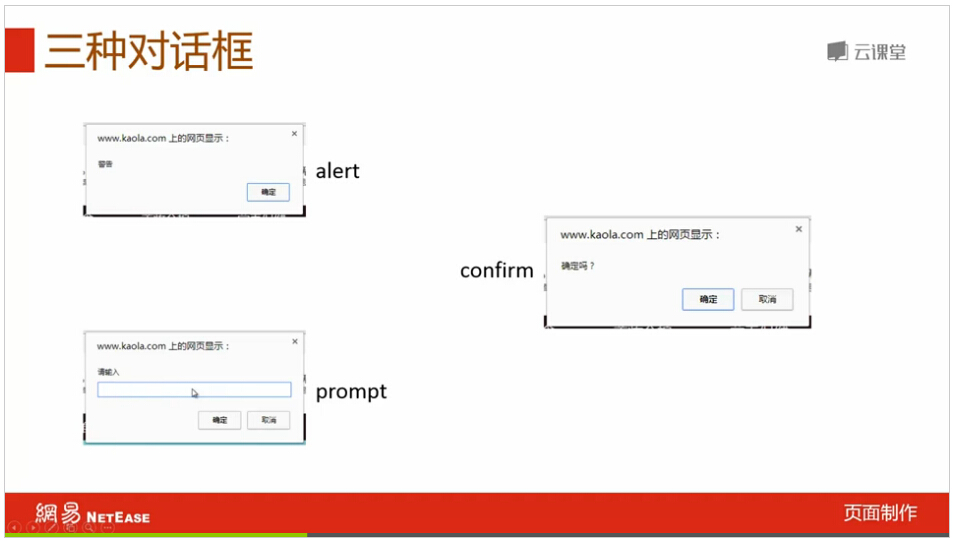 三种对话框
云课堂
www.kaola.com 上的网页显示：
×
警告
确定
alert
www.kaola.com 上的网页显示：
×
确定吗？
确定 取消
confirm
www.kaola.com 上的网页显示：
×
请输入
确定 取消
prompt
網易 NETEASE
页面制作